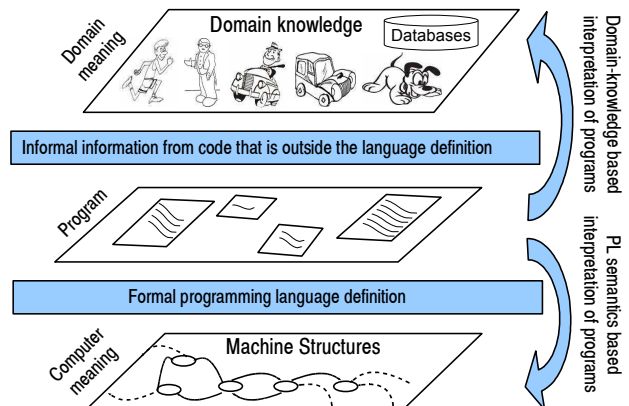 Domain
meaning
Domain knowledge
Databases
Informal information from code that is outside the language definition
Domain-knowledge based
interpretation of programs
Program
Formal programming language definition
PL semantics based
interpretation of programs
Computer
meaning
Machine Structures